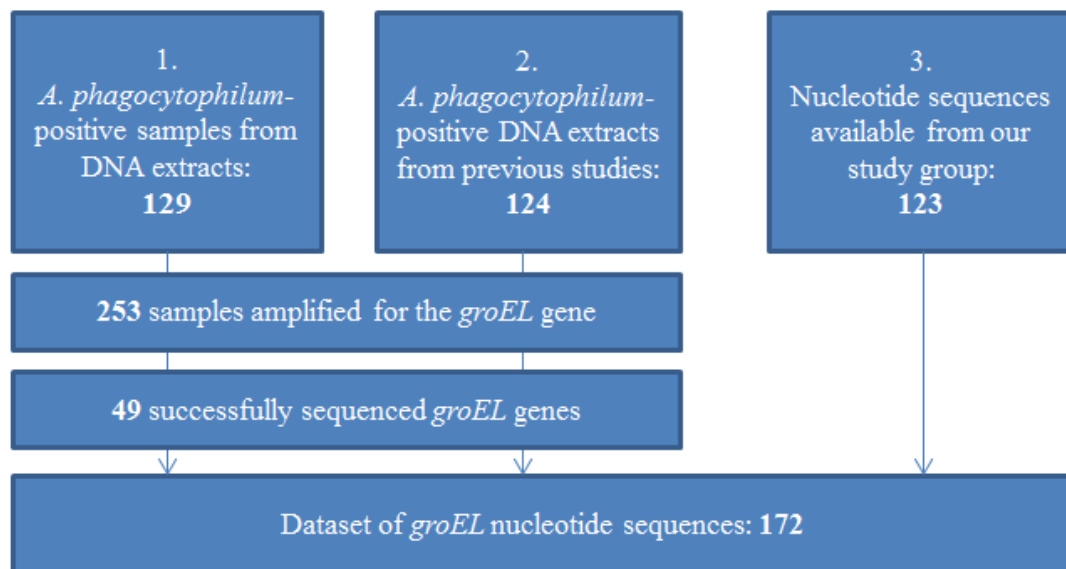 1.
A. phagocytophilum-
positive samples from
DNA extracts:
129
2.
A. phagocytophilum-
positive DNA extracts
from previous studies:
124
3.
Nucleotide sequences
available from our
study group:
123
253 samples amplified for the groEL gene
49 successfully sequenced groEL genes
Dataset of groEL nucleotide sequences: 172